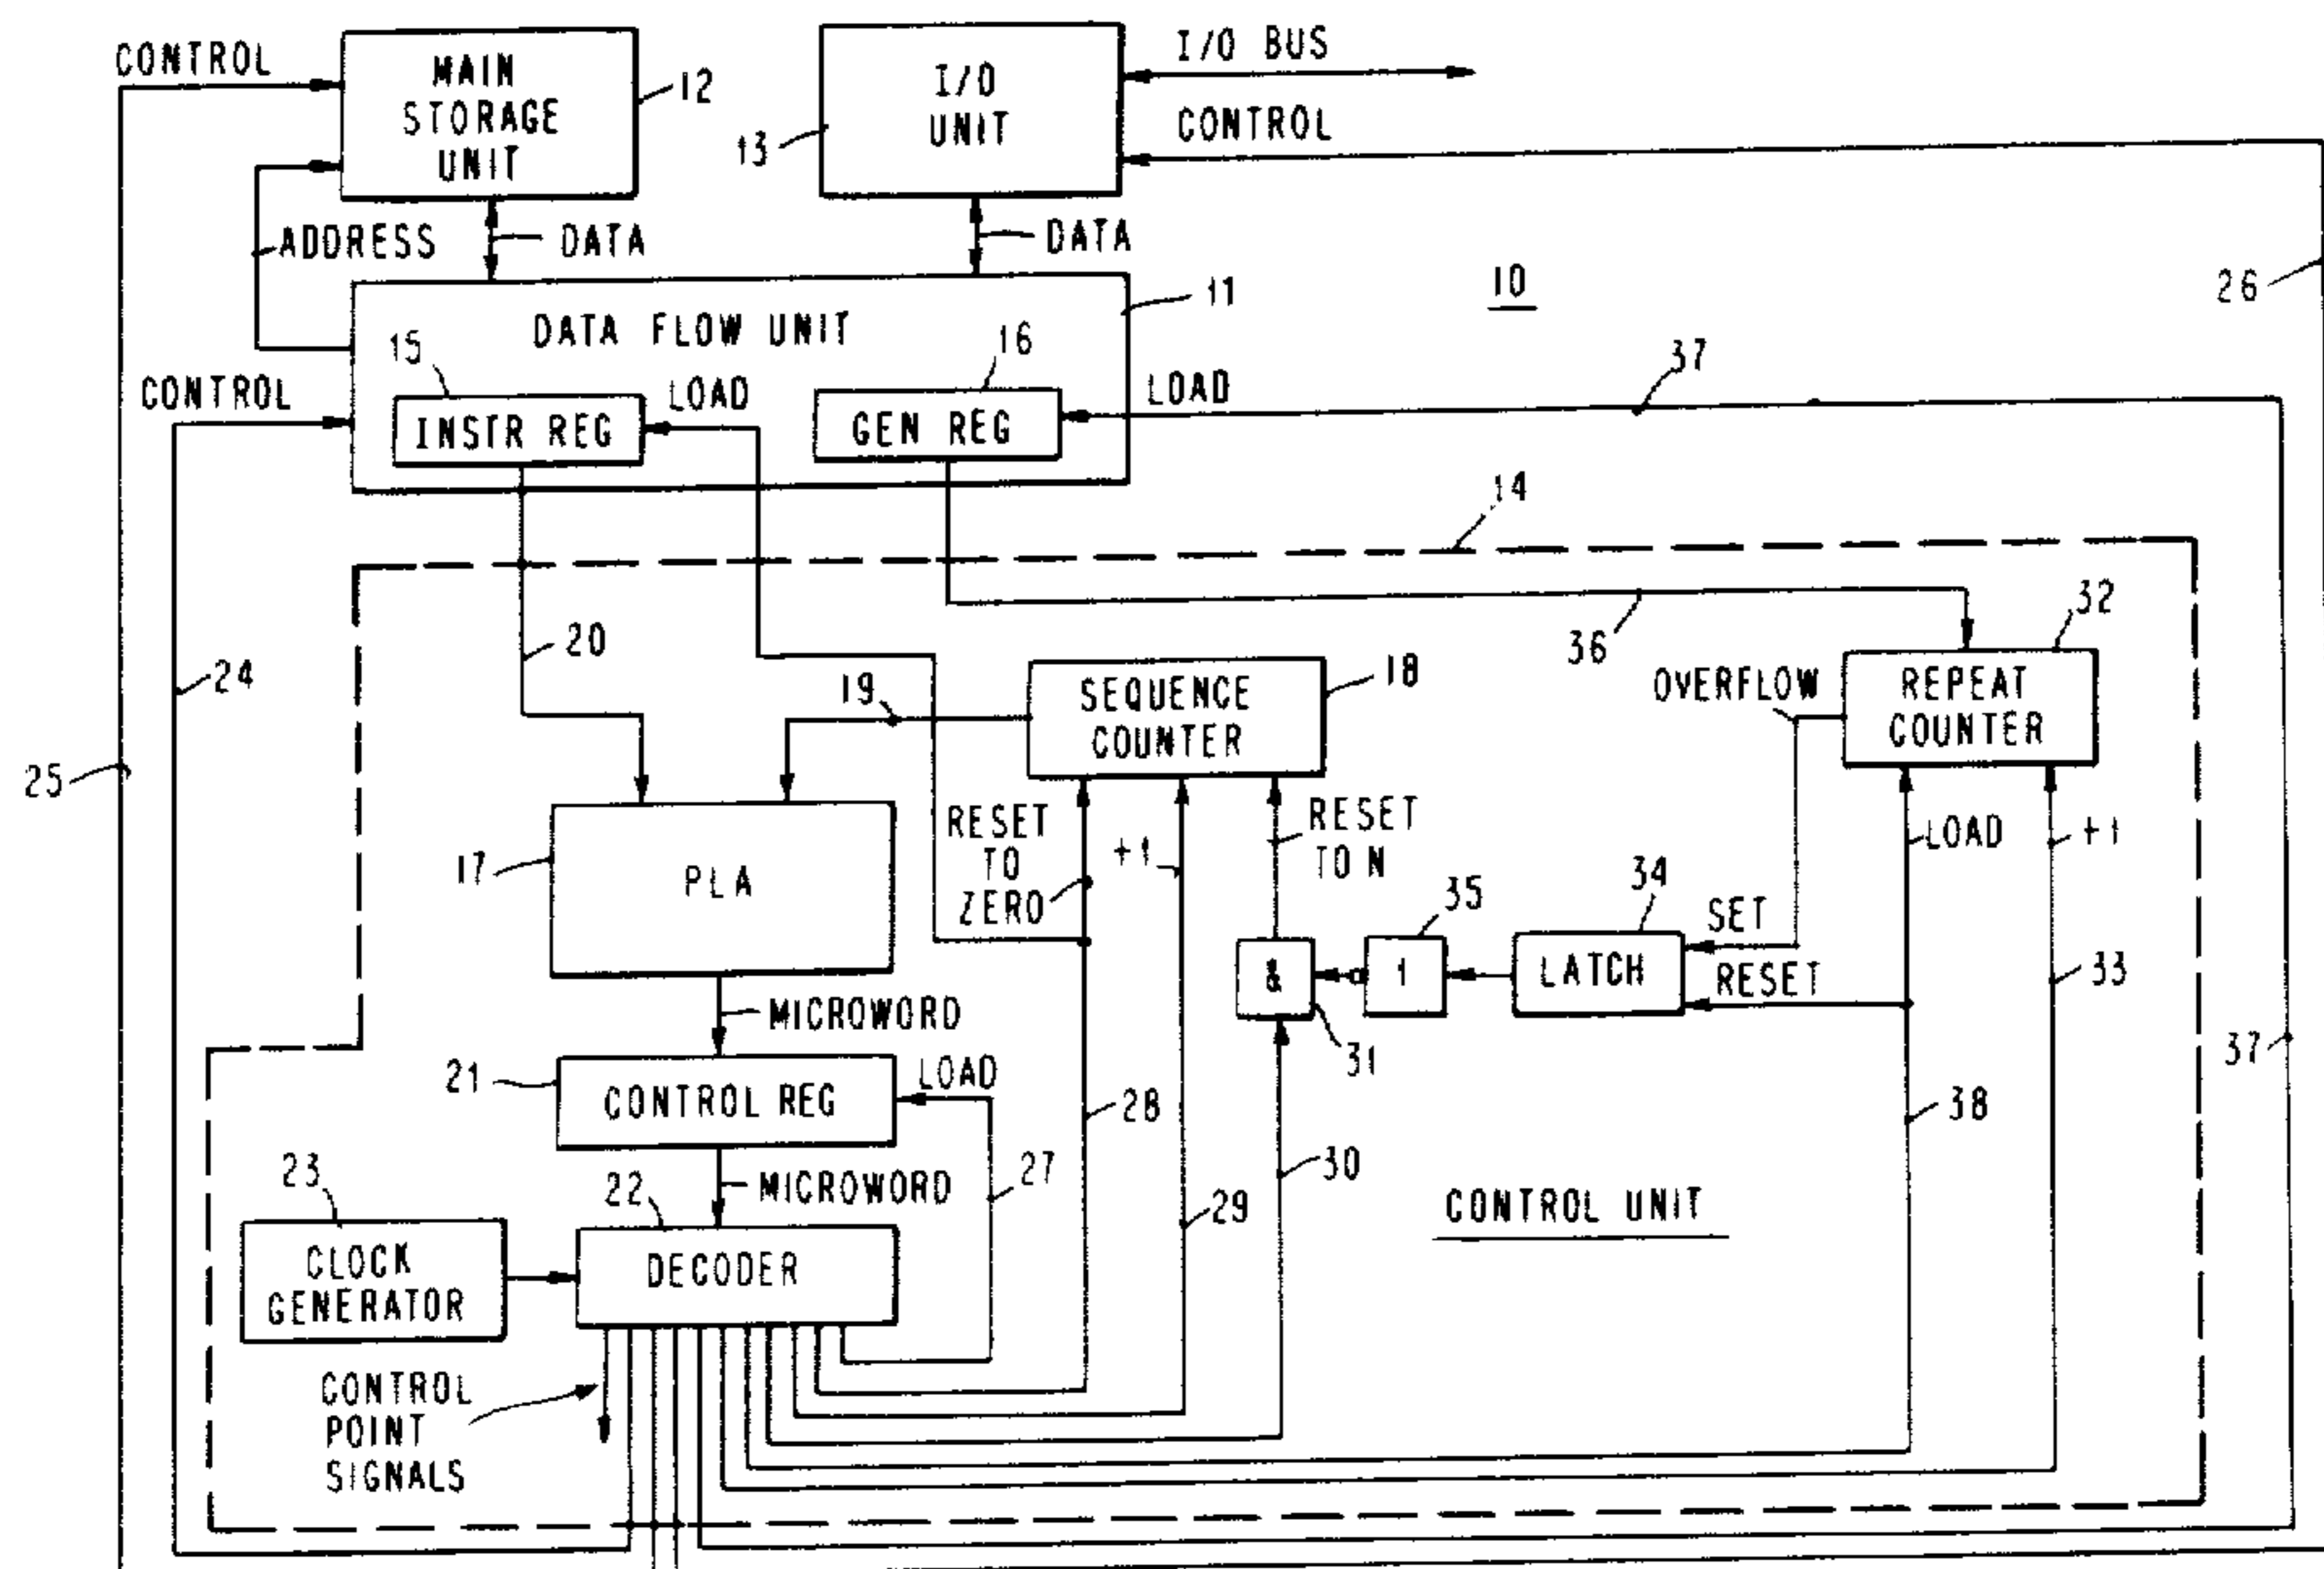 CONTROL
MAIN
STORAGE
UNIT
12
I/O
UNIT
13
I/O BUS
CONTROL
ADDRESS
DATA
DATA
11
10
26
DATA FLOW UNIT
15
16
CONTROL
INSTR REG
LOAD
GEN REG
LOAD
37
14
20
36
32
24
19
SEQUENCE
COUNTER
18
OVERFLOW
REPEAT
COUNTER
25
17
PLA
RESET
TO
ZERO
+1
RESET
TO N
35
34
SET
LOAD
+1
&
1
LATCH
RESET
33
31
MICROWORD
21
CONTROL REG
LOAD
28
38
37
23
22
MICROWORD
27
30
29
CONTROL UNIT
CLOCK
GENERATOR
DECODER
CONTROL
POINT
SIGNALS